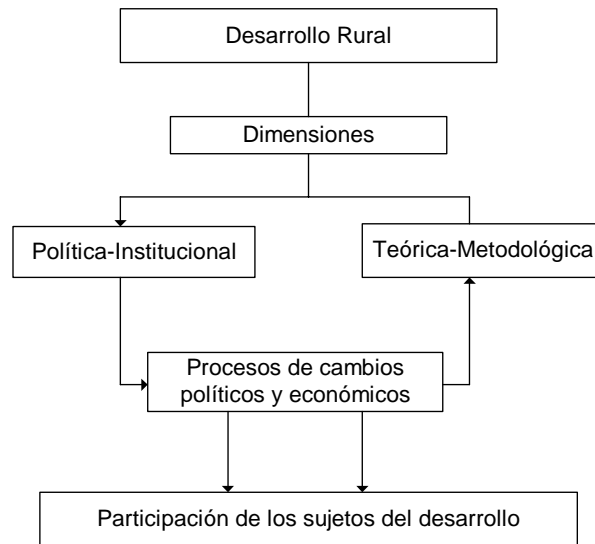 Desarrollo Rural
Dimensiones
Política-Institucional
Teórica-Metodológica
Procesos de cambios
políticos y económicos
Participación de los sujetos del desarrollo